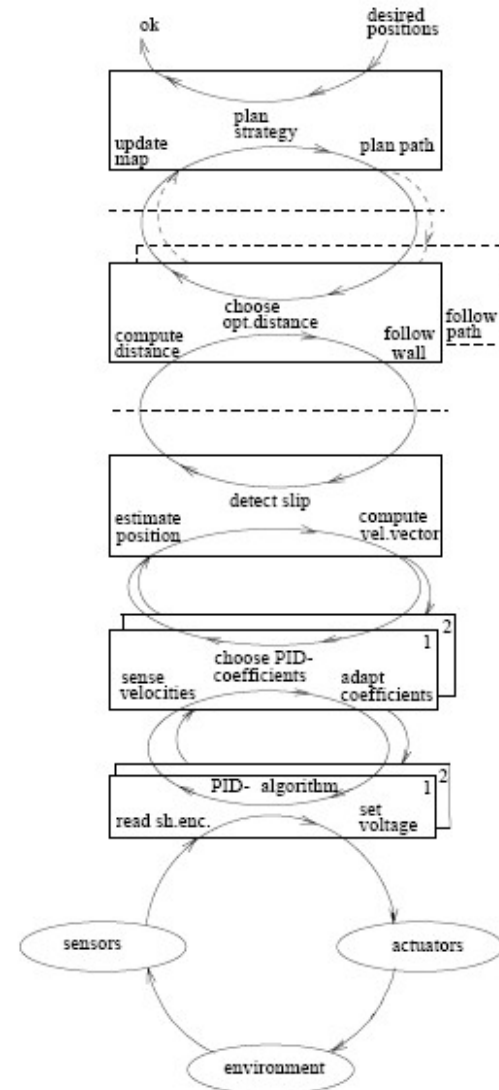 ok
desired
positions
plan
strategy
update
map
plan path
choose
opt.distance
compute
distance
follow
wall
follow
path
detect slip
estimate
position
compute
vel.vector
2
1
choose PID-
coefficients
sense
velocities
adapt
coefficients
2
1
PID- algorithm
read sh.enc.
set
voltage
sensors
actuators
environment